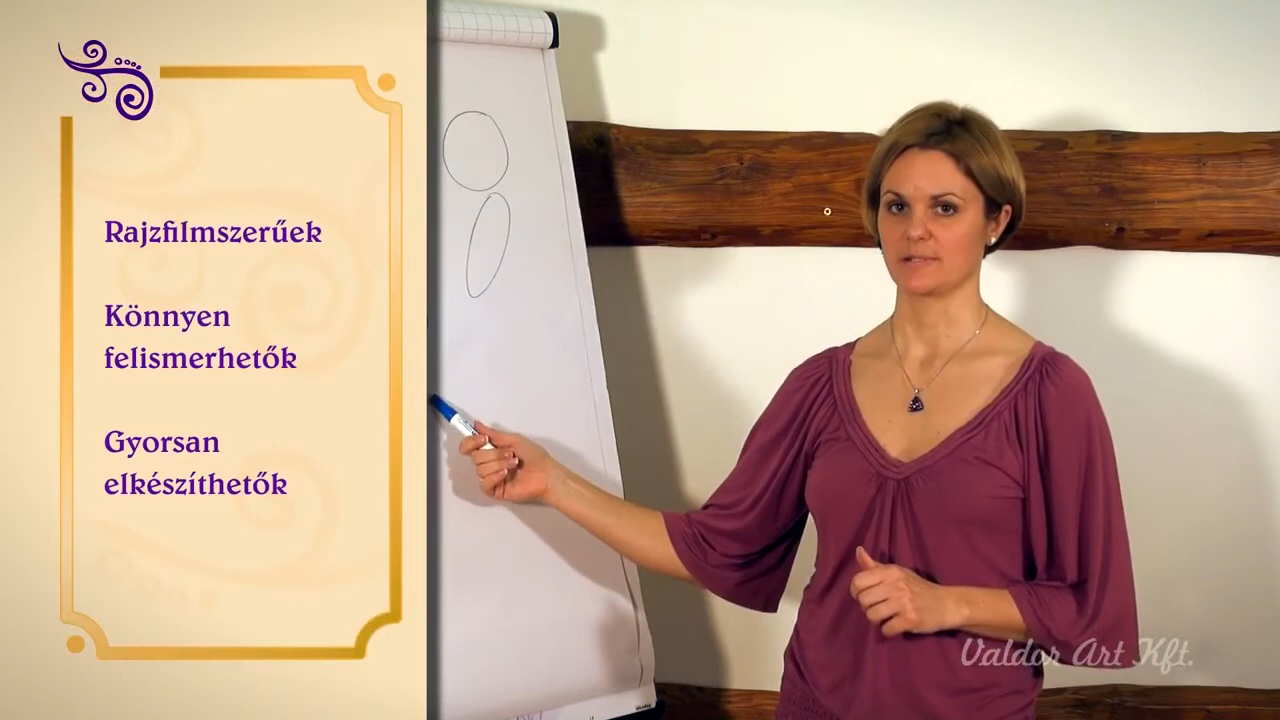 Rajzfilmszerűek
Könnyen
felismerhetők
Gyorsan
elkészíthetők
Valdor Art Kft.